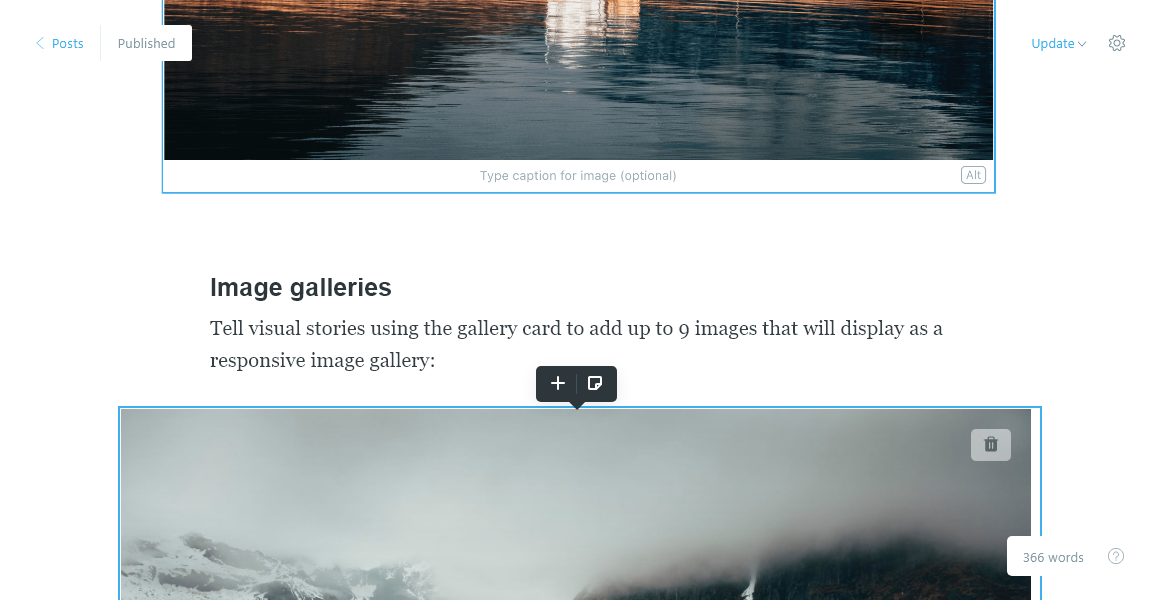 Posts
Published
Update
Type caption for image (optional)
Alt
Image galleries
Tell visual stories using the gallery card to add up to 9 images that will display as a
responsive image gallery:
366 words
?